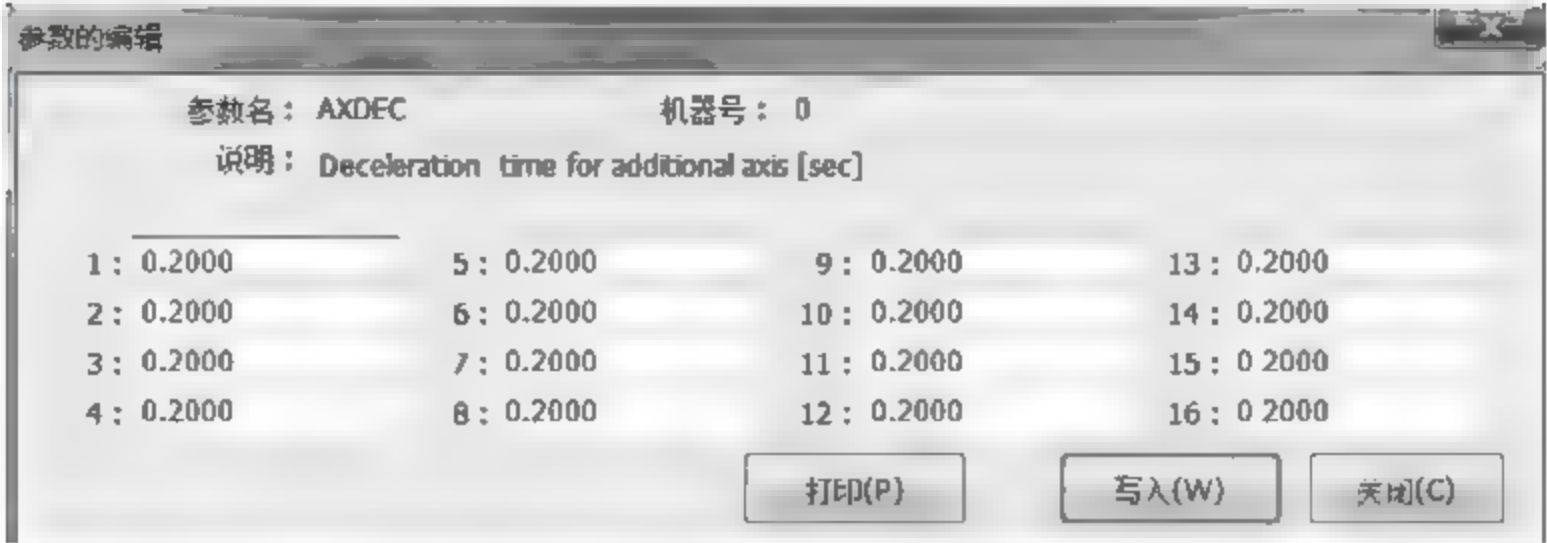 参数的编辑
参数名： AXDEC 机器号： 0
说明： Deceleration time for additional axis [sec]
1： 0.2000 5： 0.2000 9： 0.2000 13： 0.2000
2： 0.2000 6： 0.2000 10： 0.2000 14： 0.2000
3： 0.2000 7： 0.2000 11： 0.2000 15： 0.2000
4： 0.2000 8： 0.2000 12： 0.2000 16： 0.2000
打印(P) 写入(W) 关闭(C)